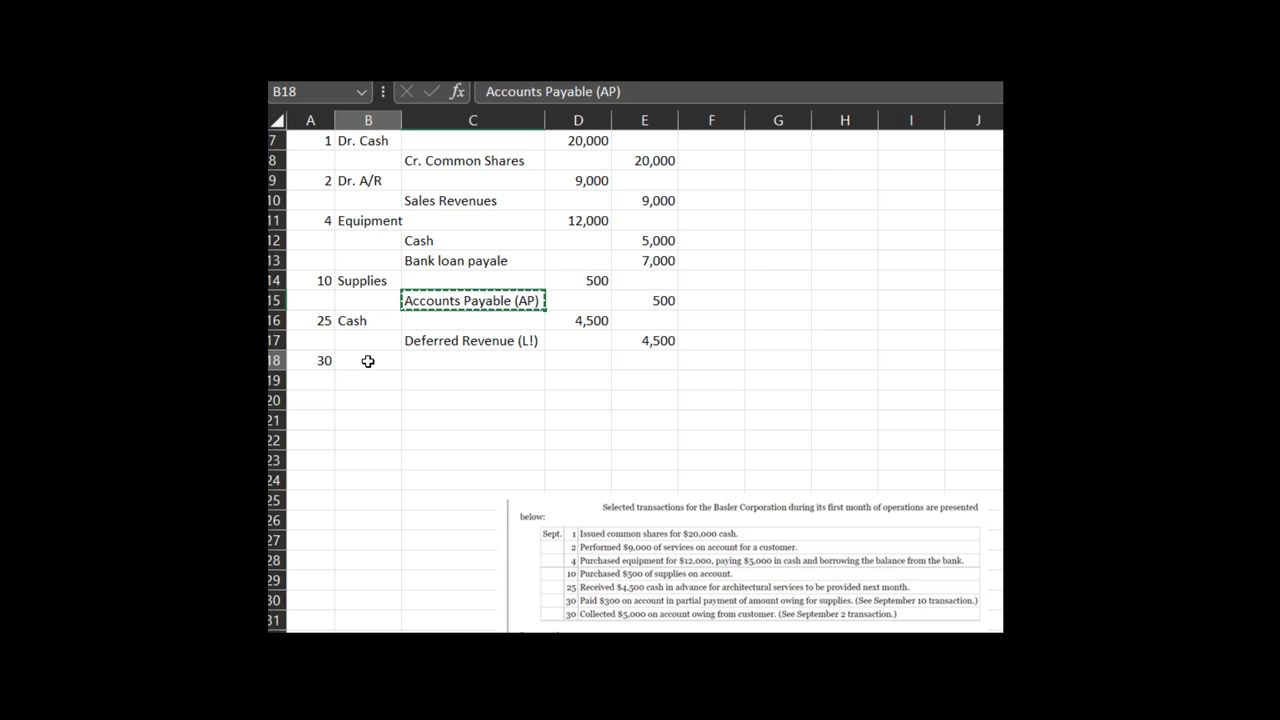 B18 fx Accounts Payable (AP)
A B C D E F G H I J
7 1 Dr. Cash 20,000
8 Cr. Common Shares 20,000
9 2 Dr. A/R 9,000
10 Sales Revenues 9,000
11 4 Equipment 12,000
12 Cash 5,000
13 Bank loan payale 7,000
14 10 Supplies 500
15 Accounts Payable (AP) 500
16 25 Cash 4,500
17 Deferred Revenue (L!) 4,500
18 30
19
20
21
22
23
24
25
26
27
28
29
30
31
Selected transactions for the Basler Corporation during its first month of operations are presented
below:
Sept. 1 Issued common shares for $20,000 cash.
2 Performed $9,000 of services on account for a customer.
4 Purchased equipment for $12,000, paying $5,000 in cash and borrowing the balance from the bank.
10 Purchased $500 of supplies on account.
25 Received $4,500 cash in advance for architectural services to be provided next month.
30 Paid $300 on account in partial payment of amount owing for supplies. (See September 10 transaction.)
30 Collected $5,000 on account owing from customer. (See September 2 transaction.)